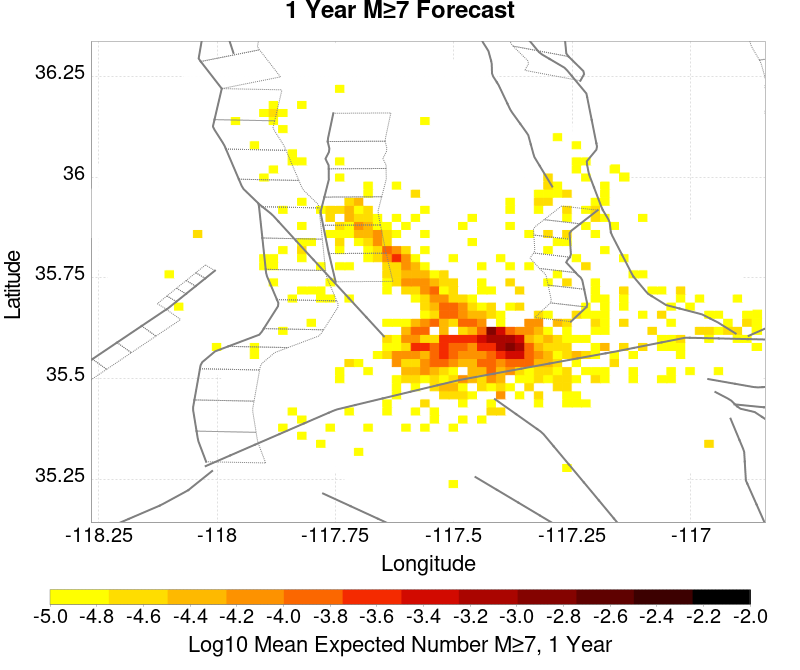 1 Year M≥7 Forecast
36.25
36
35.75
35.5
35.25
Latitude
-118.25 -118 -117.75 -117.5 -117.25 -117
Longitude
-5.0 -4.8 -4.6 -4.4 -4.2 -4.0 -3.8 -3.6 -3.4 -3.2 -3.0 -2.8 -2.6 -2.4 -2.2 -2.0
Log10 Mean Expected Number M≥7, 1 Year